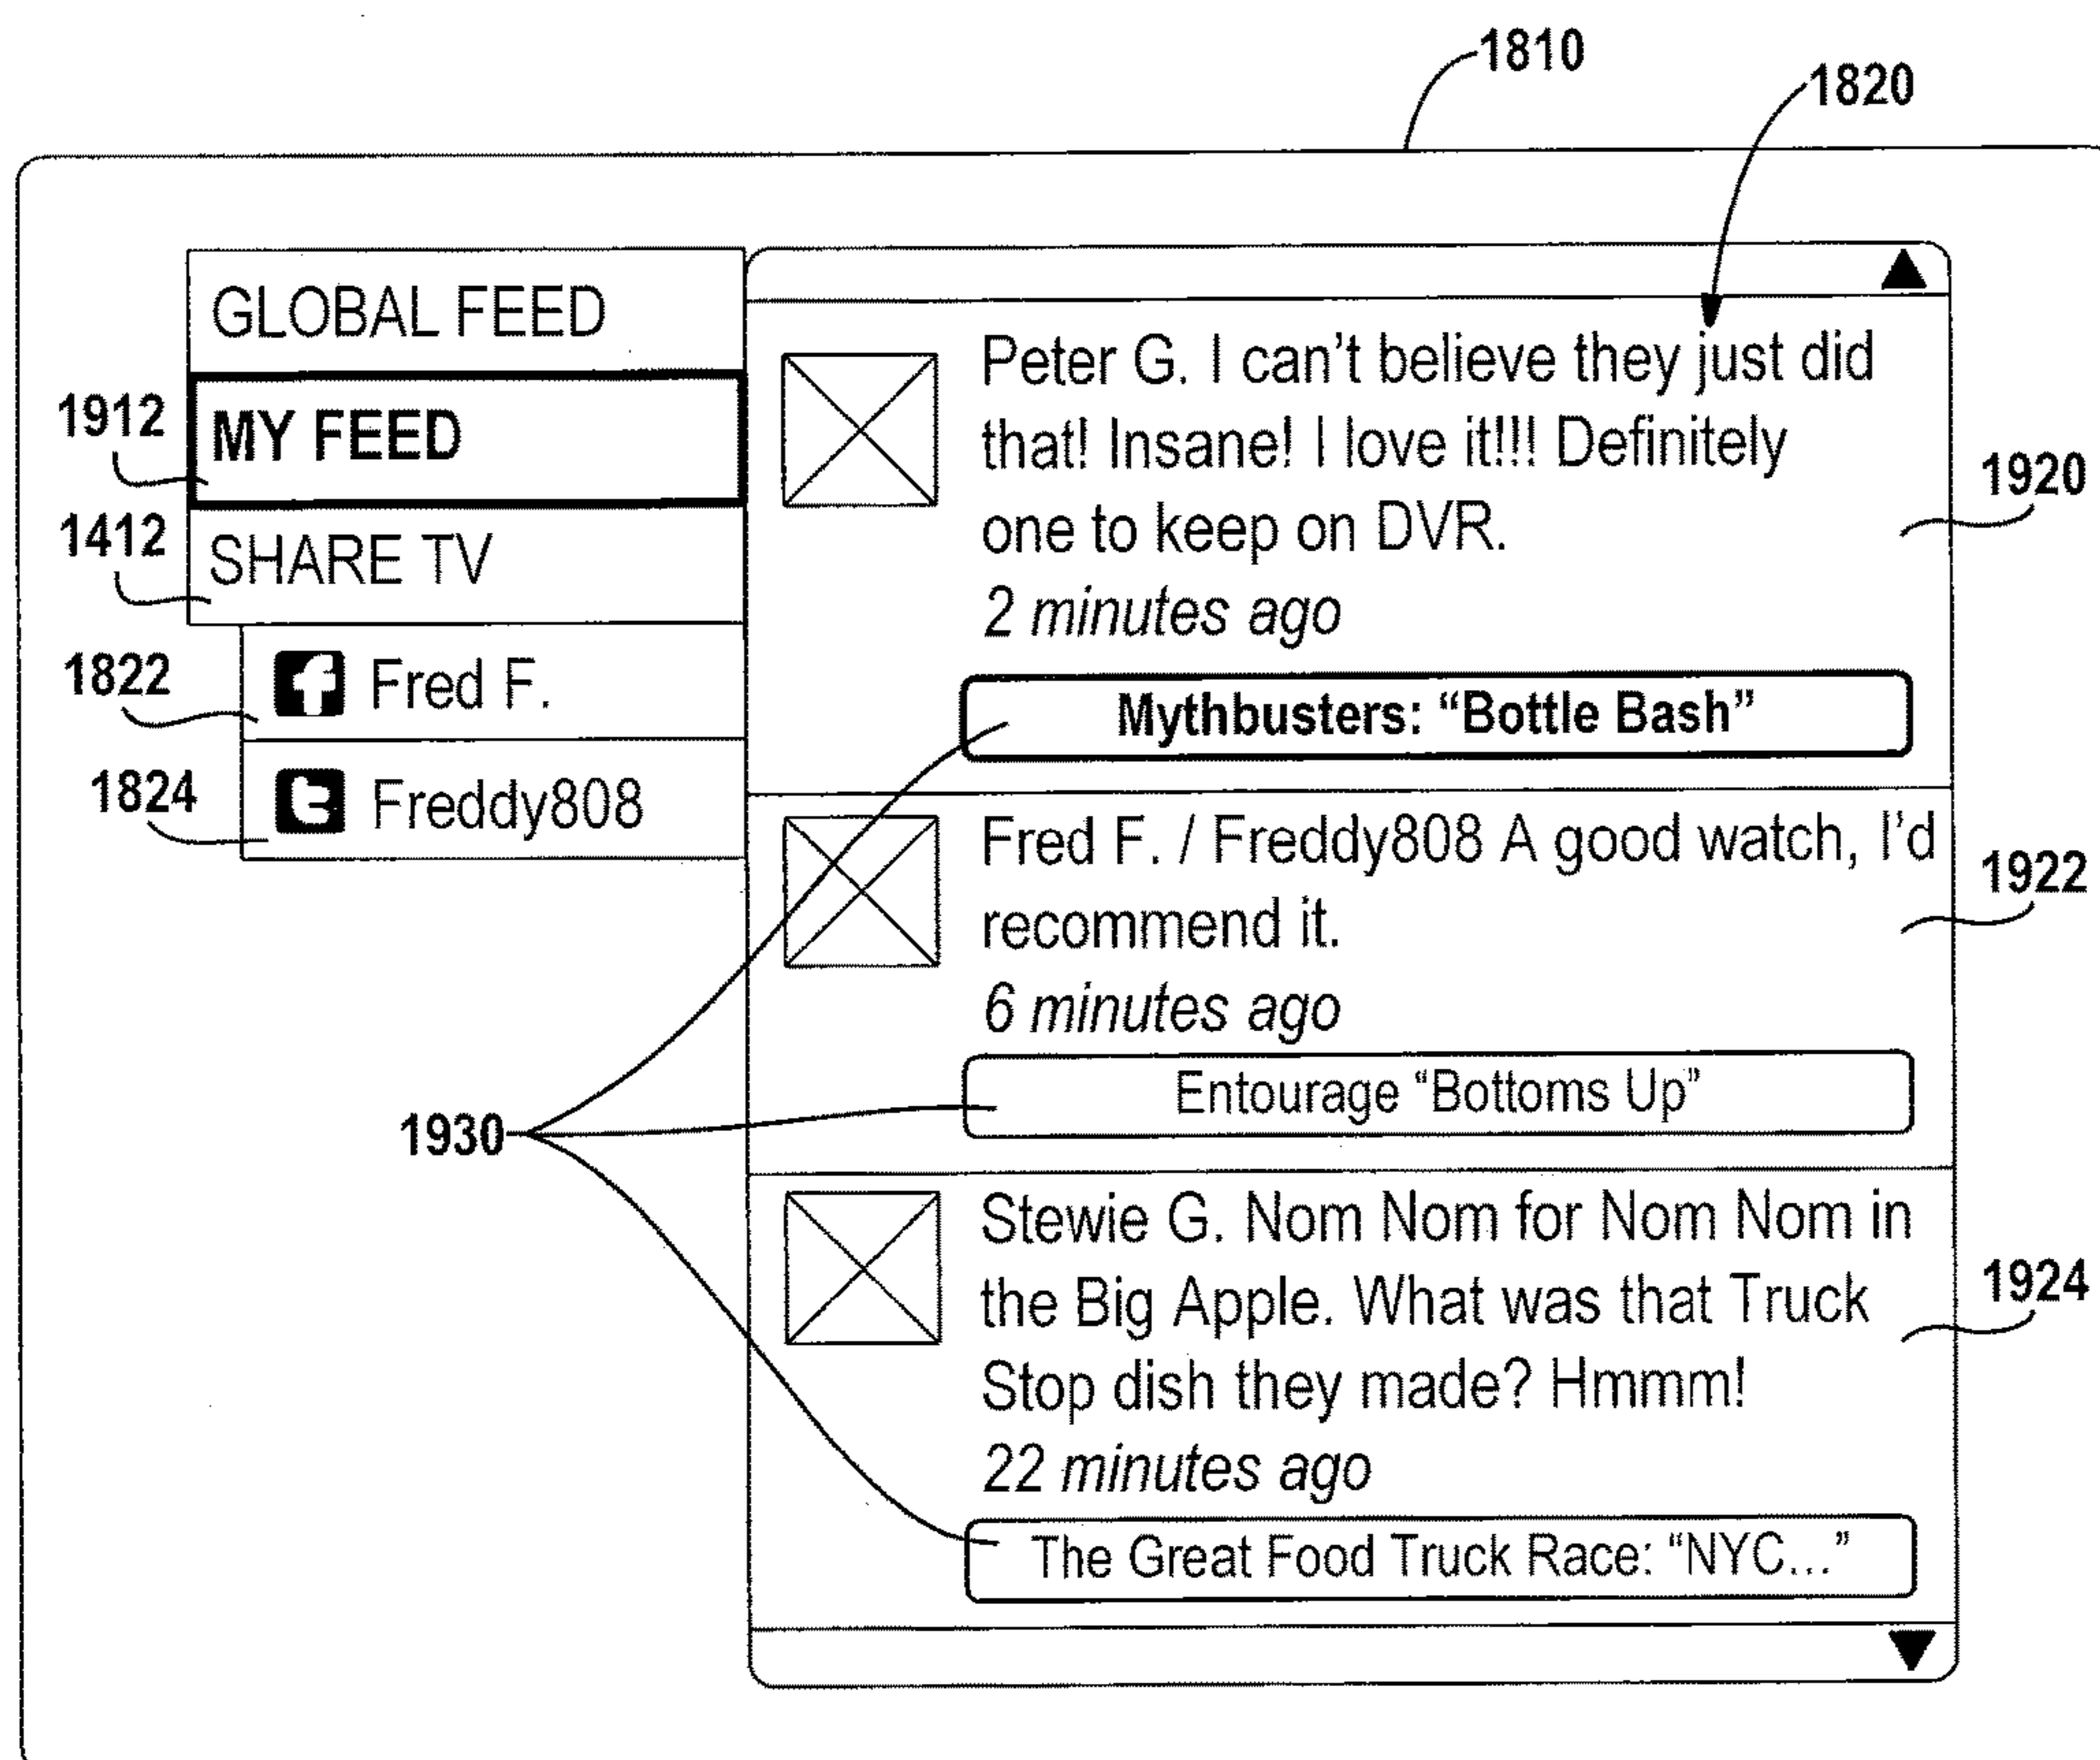 1810
1820
GLOBAL FEED
1912
MY FEED
1412
SHARE TV
1822
f Fred F.
1824
t Freddy808
Peter G. I can't believe they just did
that! Insane! I love it!!! Definitely
one to keep on DVR.
2 minutes ago
1920
Mythbusters: “Bottle Bash”
Fred F. / Freddy808 A good watch, I'd
recommend it.
6 minutes ago
1922
Entourage “Bottoms Up”
1930
Stewie G. Nom Nom for Nom Nom in
the Big Apple. What was that Truck
Stop dish they made? Hmmm!
22 minutes ago
1924
The Great Food Truck Race: “NYC...”